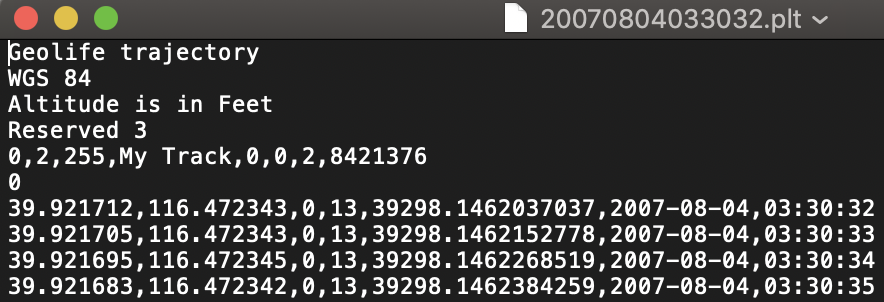 20070804033032.plt
Geolife trajectory
WGS 84
Altitude is in Feet
Reserved 3
0,2,255,My Track,0,0,2,8421376
0
39.921712,116.472343,0,13,39298.1462037037,2007-08-04,03:30:32
39.921705,116.472343,0,13,39298.1462152778,2007-08-04,03:30:33
39.921695,116.472345,0,13,39298.1462268519,2007-08-04,03:30:34
39.921683,116.472342,0,13,39298.1462384259,2007-08-04,03:30:35